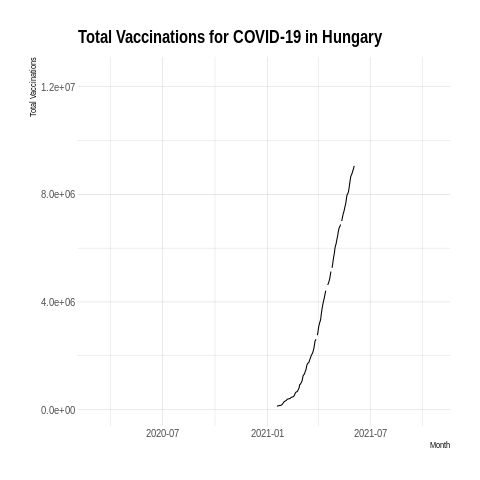 Total Vaccinations for COVID-19 in Hungary
Total Vaccinations
1.2e+07
8.0e+06
4.0e+06
0.0e+00
2020-07
2021-01
2021-07
Month